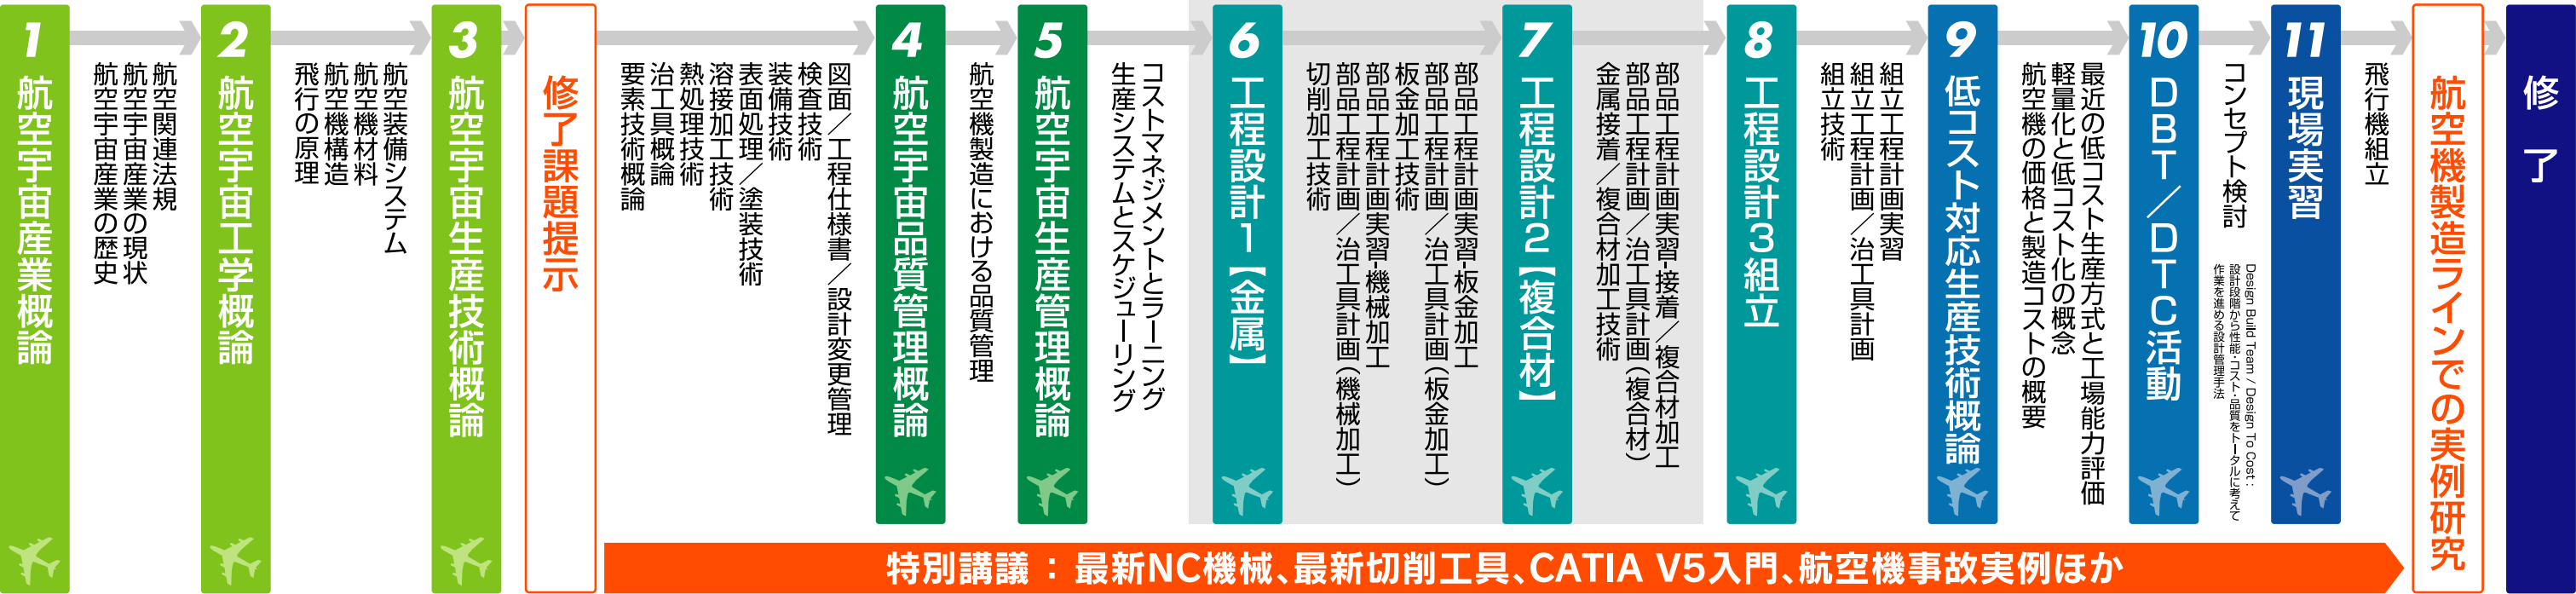 1
航空宇宙産業概論
航空関連法規
航空宇宙産業の現状
航空宇宙産業の歴史
2
航空宇宙工学概論
航空装備システム
航空機材料
航空機構造
飛行の原理
3
航空宇宙生産技術概論
修了課題提示
図面／工程仕様書／設計変更管理
検査技術
装備技術
表面処理／塗装技術
溶接加工技術
熱処理技術
治工具概論
要素技術概論
4
航空宇宙品質管理概論
航空機製造における品質管理
5
航空宇宙生産管理概論
コストマネジメントとラーニング
生産システムとスケジューリング
6
工程設計1【金属】
部品工程計画実習-板金加工
部品工程計画／治工具計画（板金加工）
板金加工技術
部品工程計画実習-機械加工
部品工程計画／治工具計画（機械加工）
切削加工技術
7
工程設計2【複合材】
部品工程計画実習-接着／複合材加工
部品工程計画／治工具計画（複合材）
金属接着／複合材加工技術
8
工程設計3組立
組立工程計画実習
組立工程計画／治工具計画
組立技術
9
低コスト対応生産技術概論
最近の低コスト生産方式と工場能力評価
軽量化と低コスト化の概念
航空機の価格と製造コストの概要
10
DBT／DTC活動
コンセプト検討
Design Build Team / Design To Cost :
設計段階から性能・コスト・品質をトータルに考えて
作業を進める設計管理手法
11
現場実習
飛行機組立
航空機製造ラインでの実例研究
修了
特別講議：最新NC機械、最新切削工具、CATIA V5入門、航空機事故実例ほか